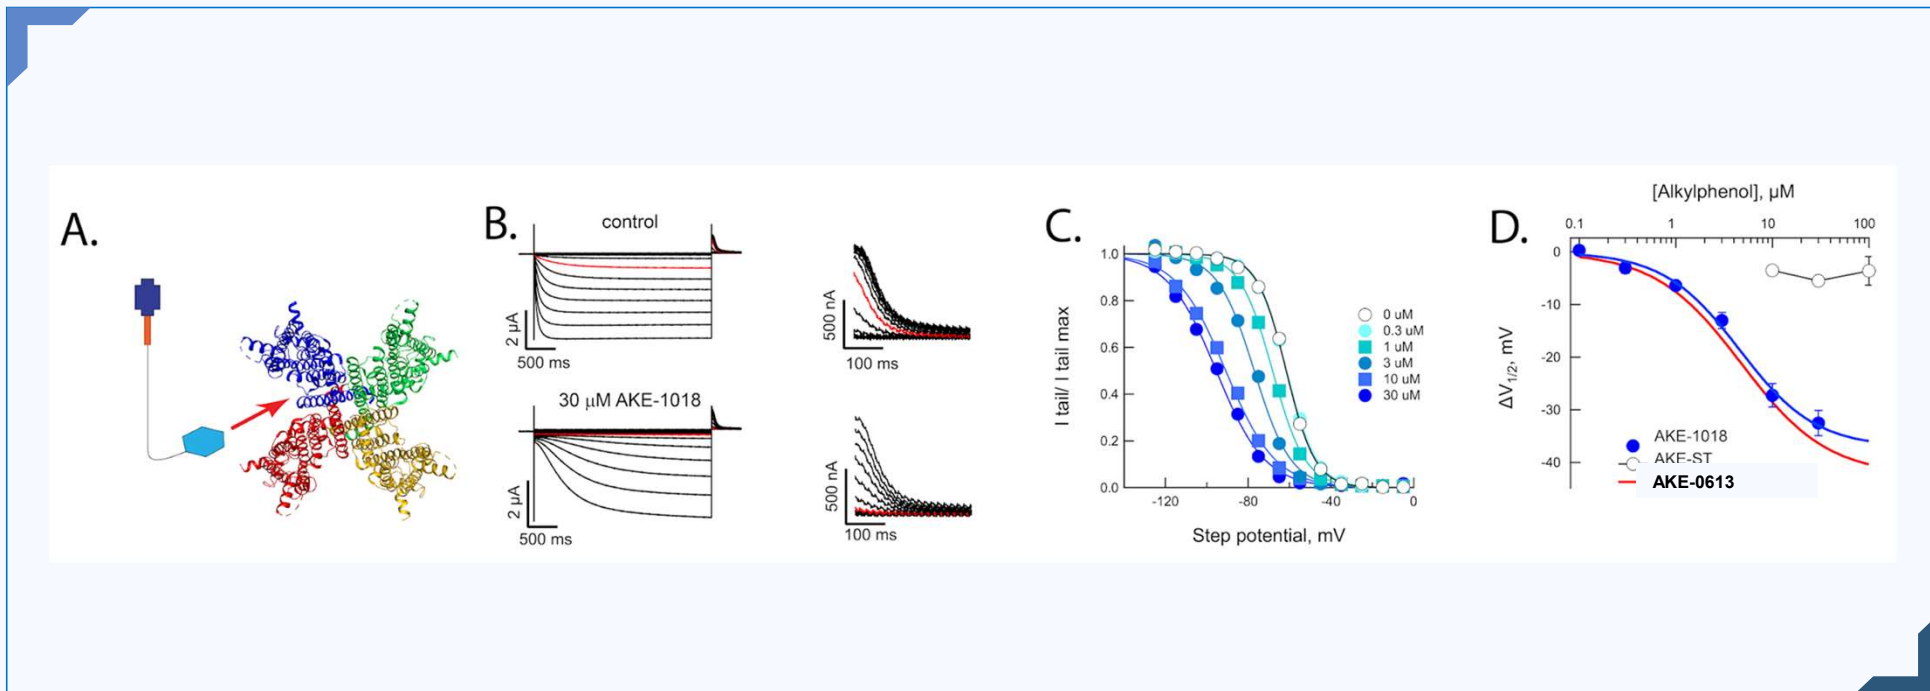 A.
B.
control
2 µA
500 ms
500 nA
100 ms
30 µM AKE-1018
2 µA
500 ms
500 nA
100 ms
C.
I tail/ I tail max
1.0
0.8
0.6
0.4
0.2
0.0
-120
-80
-40
0
Step potential, mV
0 uM
0.3 uM
1 uM
3 uM
10 uM
30 uM
D.
[Alkylphenol], µM
0.1
1
10
100
ΔV1/2, mV
0
-10
-20
-30
-40
AKE-1018
AKE-ST
AKE-0613